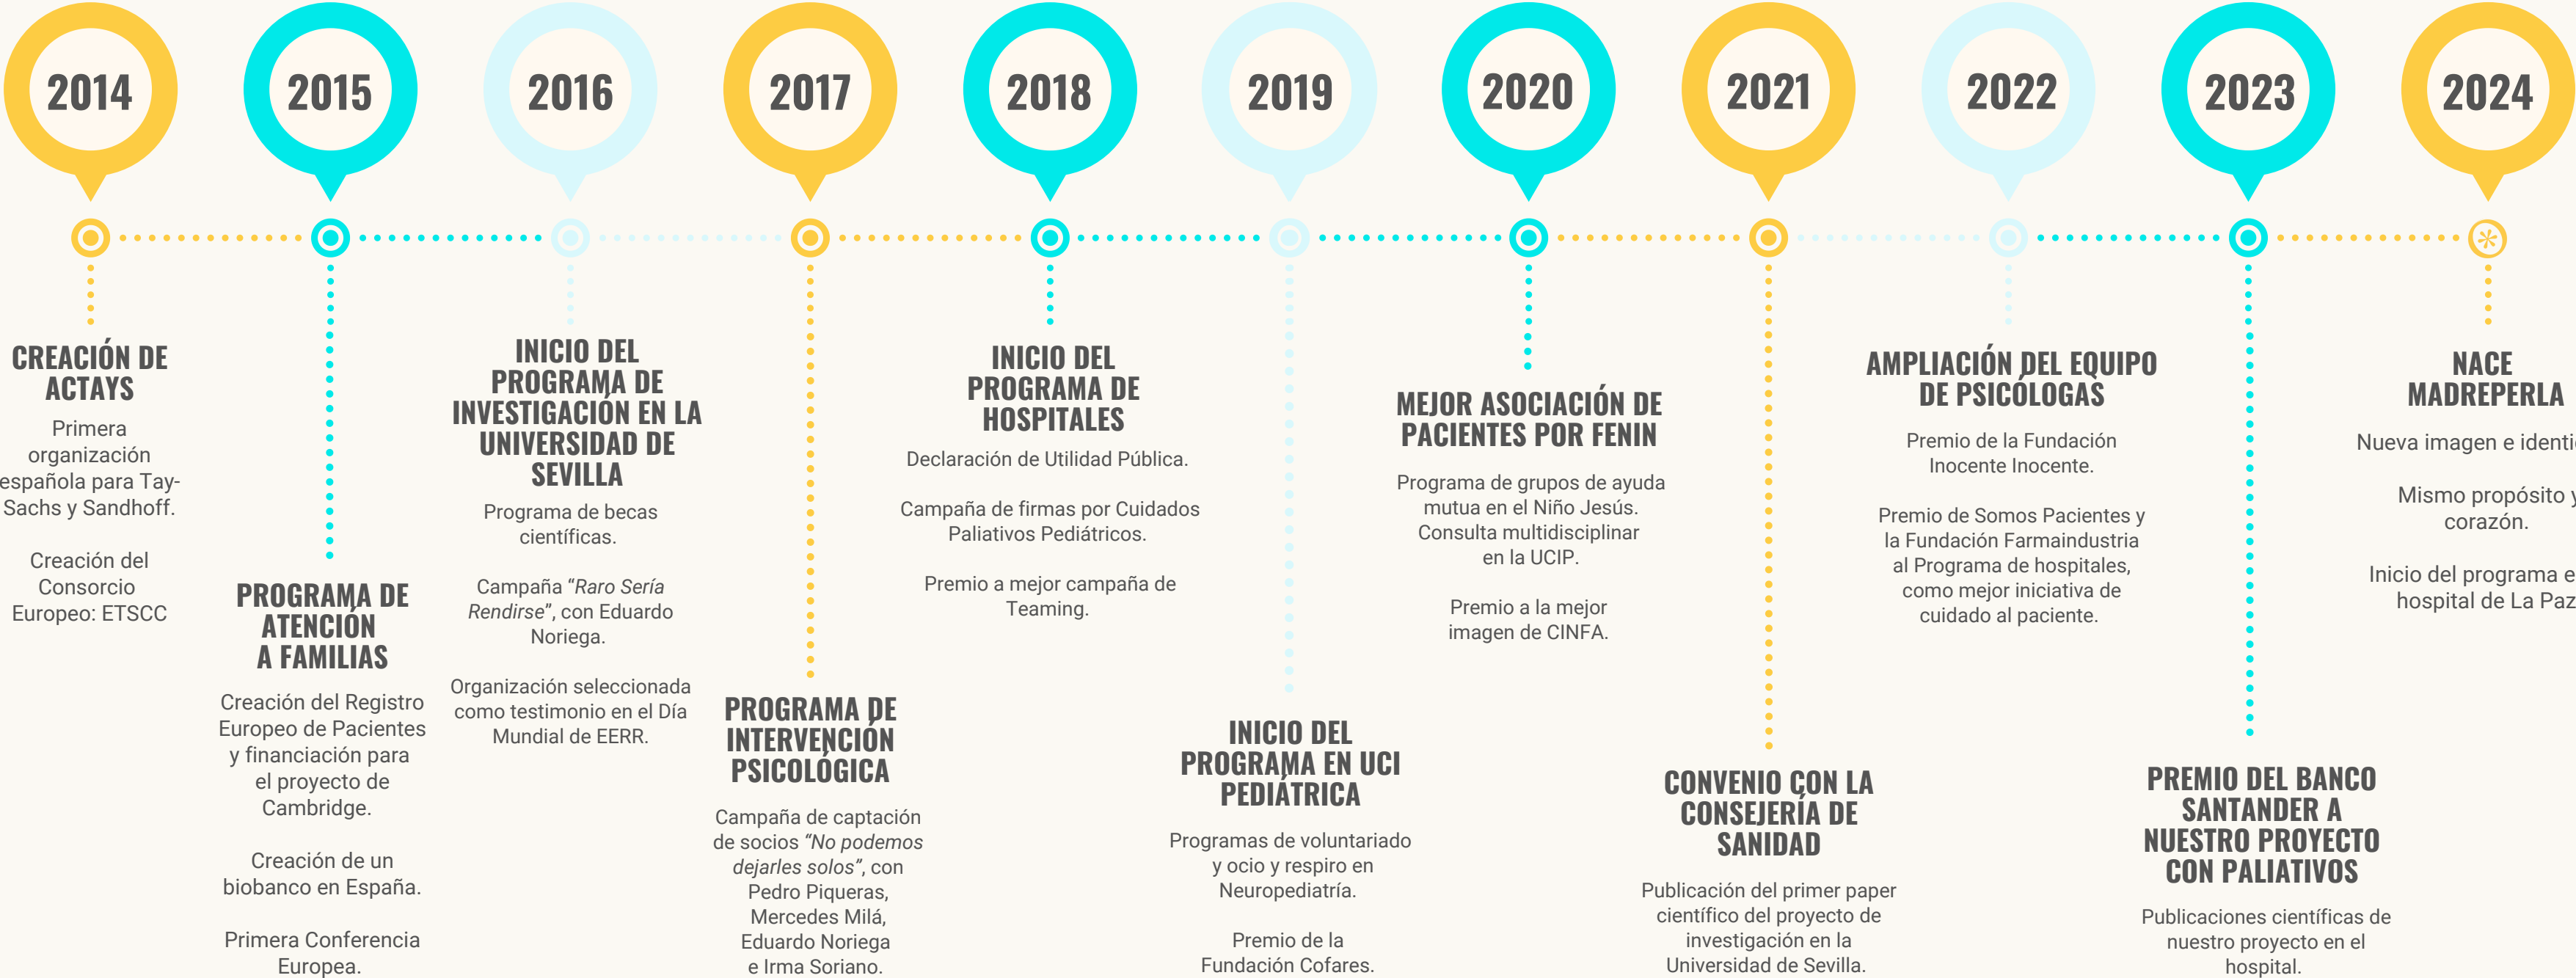 2014
2015
2016
2017
2018
2019
2020
2021
2022
2023
2024
CREACIÓN DE
ACTAYS
Primera
organización
española para Tay-
Sachs y Sandhoff.
Creación del
Consorcio
Europeo: ETSCC
PROGRAMA DE
ATENCIÓN
A FAMILIAS
Creación del Registro
Europeo de Pacientes
y financiación para
el proyecto de
Cambridge.
Creación de un
biobanco en España.
Primera Conferencia
Europea.
INICIO DEL
PROGRAMA DE
INVESTIGACIÓN EN LA
UNIVERSIDAD DE
SEVILLA
Programa de becas
científicas.
Campaña “Raro Sería
Rendirse”, con Eduardo
Noriega.
Organización seleccionada
como testimonio en el Día
Mundial de EERR.
PROGRAMA DE
INTERVENCIÓN
PSICOLÓGICA
Campaña de captación
de socios “No podemos
dejarles solos”, con
Pedro Piqueras,
Mercedes Milá,
Eduardo Noriega
e Irma Soriano.
INICIO DEL
PROGRAMA DE
HOSPITALES
Declaración de Utilidad Pública.
Campaña de firmas por Cuidados
Paliativos Pediátricos.
Premio a mejor campaña de
Teaming.
INICIO DEL
PROGRAMA EN UCI
PEDIÁTRICA
Programas de voluntariado
y ocio y respiro en
Neuropediatría.
Premio de la
Fundación Cofares.
MEJOR ASOCIACIÓN DE
PACIENTES POR FENIN
Programa de grupos de ayuda
mutua en el Niño Jesús.
Consulta multidisciplinar
en la UCIP.
Premio a la mejor
imagen de CINFA.
CONVENIO CON LA
CONSEJERÍA DE
SANIDAD
Publicación del primer paper
científico del proyecto de
investigación en la
Universidad de Sevilla.
AMPLIACIÓN DEL EQUIPO
DE PSICÓLOGAS
Premio de la Fundación
Inocente Inocente.
Premio de Somos Pacientes y
la Fundación Farmaindustria
al Programa de hospitales,
como mejor iniciativa de
cuidado al paciente.
PREMIO DEL BANCO
SANTANDER A
NUESTRO PROYECTO
CON PALIATIVOS
Publicaciones científicas de
nuestro proyecto en el
hospital.
NACE
MADREPERLA
Nueva imagen e
Mismo propósito y
corazón.
Inicio del programa
hospital de La Paz